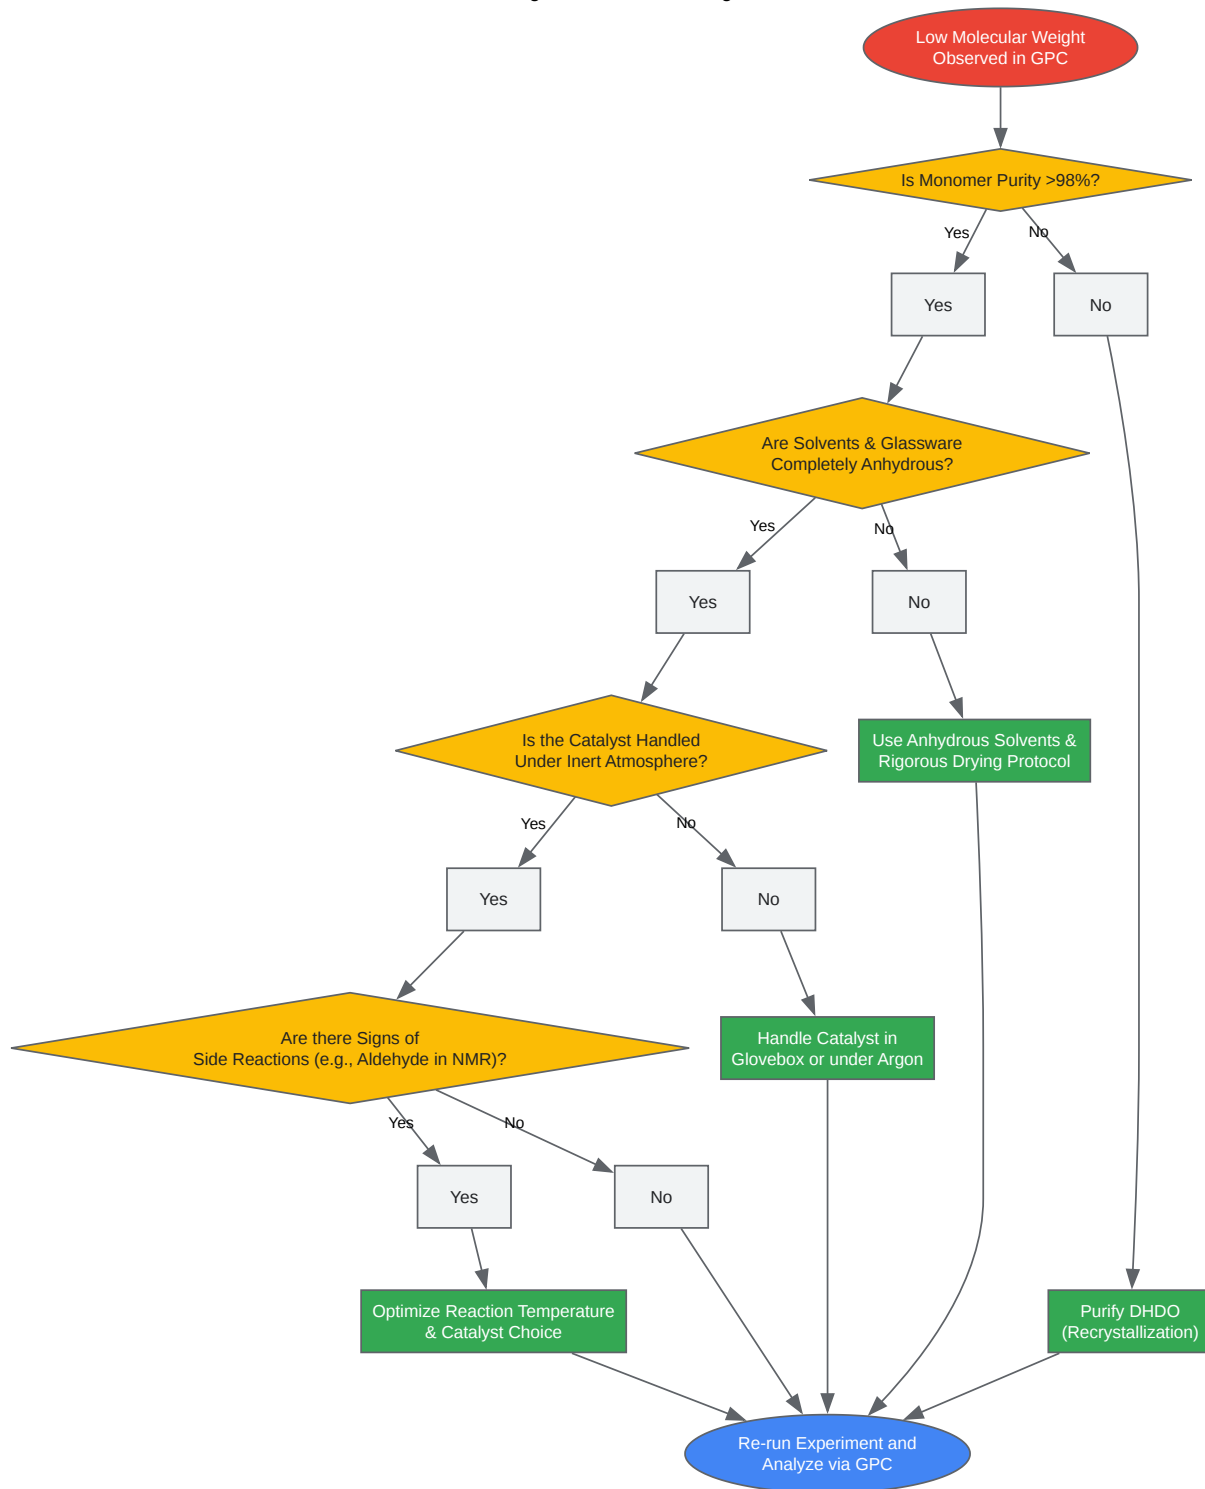 Low Molecular Weight
Observed in GPC
Is Monomer Purity >98%?
Yes
No
Yes
No
Are Solvents & Glassware
Completely Anhydrous?
Yes
No
Yes
No
Is the Catalyst Handled
Under Inert Atmosphere?
Use Anhydrous Solvents &
Rigorous Drying Protocol
Yes
No
Yes
No
Are there Signs of
Side Reactions (e.g., Aldehyde in NMR)?
Handle Catalyst in
Glovebox or under Argon
Yes
No
Yes
No
Optimize Reaction Temperature
& Catalyst Choice
Purify DHDO
(Recrystallization)
Re-run Experiment and
Analyze via GPC